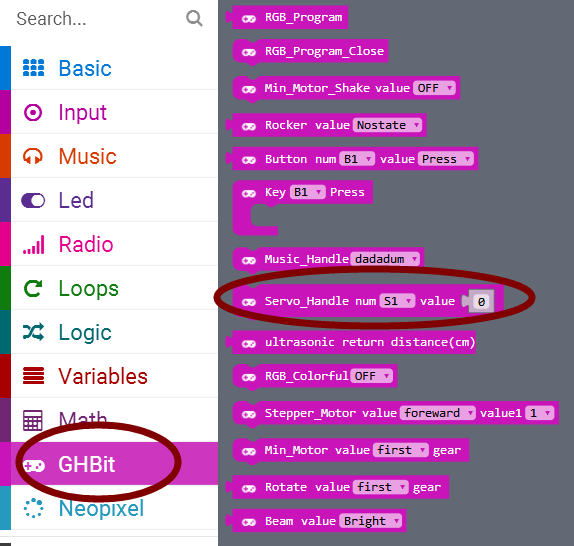 Search...
Basic
Input
Music
Led
Radio
Loops
Logic
Variables
Math
GHBit
Neopixel
RGB_Program
RGB_Program_Close
Min_Motor_Shake value OFF
Rocker value Nostate
Button num B1 value Press
Key B1 Press
Music_Handle dadadum
Servo_Handle num S1 value 0
ultrasonic return distance(cm)
RGB_Colorful OFF
Stepper_Motor value foreward value1 1
Min_Motor value first gear
Rotate value first gear
Beam value Bright